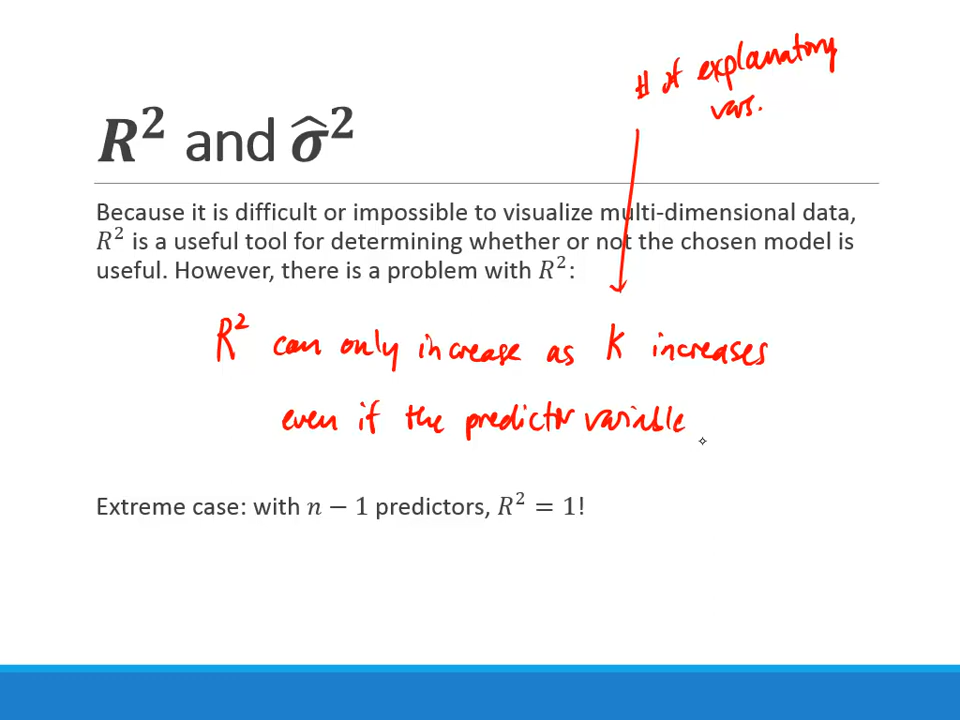 # of explanatory
vars.
R² and σ̂²
Because it is difficult or impossible to visualize multi-dimensional data,
R² is a useful tool for determining whether or not the chosen model is
useful. However, there is a problem with R²:
R² can only increase as K increases
even if the predictor variable
Extreme case: with n − 1 predictors, R² = 1!